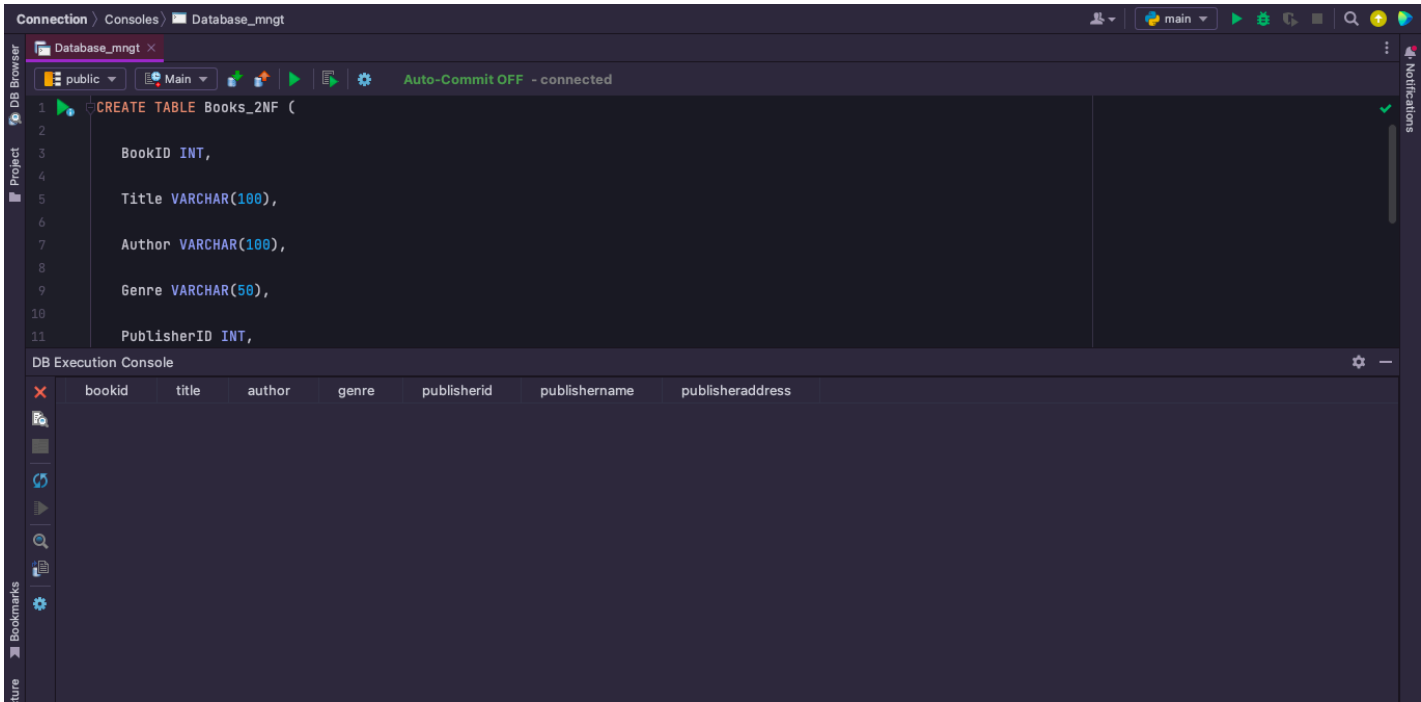 Connection 〉 Consoles 〉 Database_mngt
main
Database_mngt
public Main Auto-Commit OFF - connected
1 CREATE TABLE Books_2NF (
2
3 BookID INT,
4
5 Title VARCHAR(100),
6
7 Author VARCHAR(100),
8
9 Genre VARCHAR(50),
10
11 PublisherID INT,
DB Execution Console
bookid title author genre publisherid publishername publisheraddress
DB Browser
Project
Bookmarks
Notifications